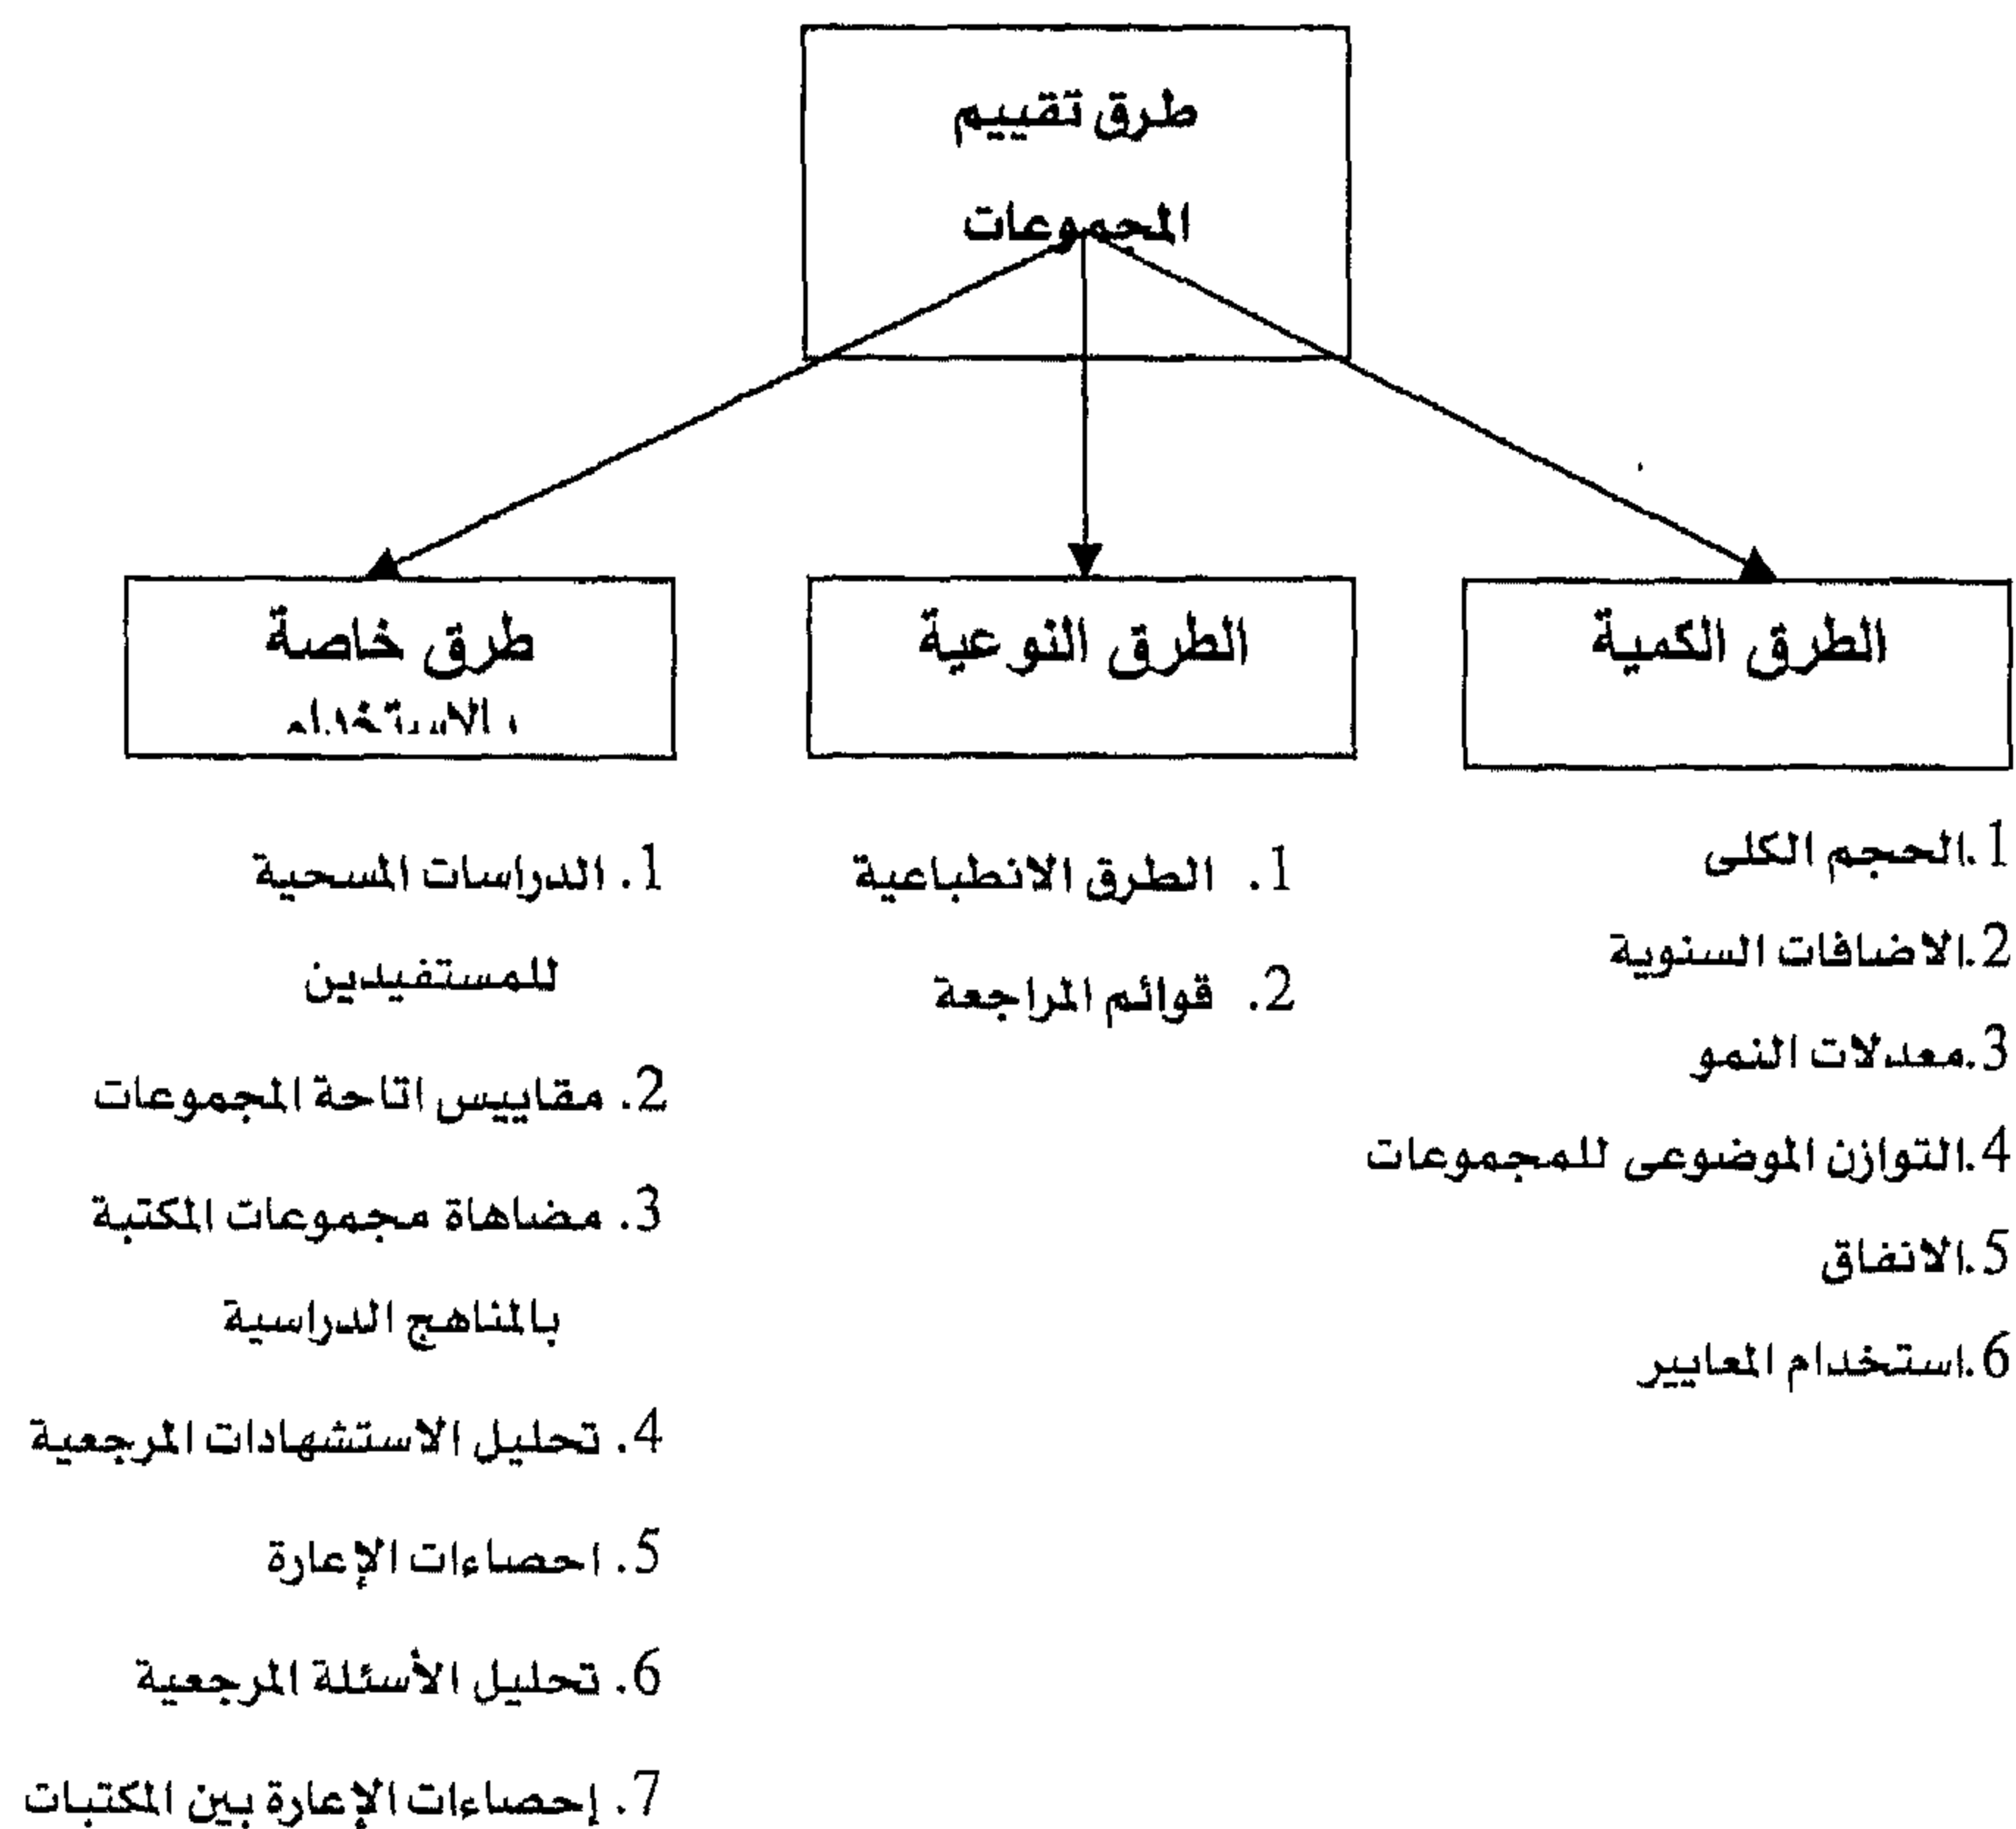 طرق تقييم
المجموعات
الطرق الكمية
1.الحجم الكلى
2.الاضافات السنوية
3.معدلات النمو
4.التوازن الموضوعى للمجموعات
5.الانفاق
6.استخدام المعايير
الطرق النوعية
1. الطرق الانطباعية
2. قوائم المراجعة
طرق خاصة
بالاستخدام
1. الدراسات المسحية
للمستفيدين
2. مقاييس اتاحة المجموعات
3. مضاهاة مجموعات المكتبة
بالمناهج الدراسية
4. تحليل الاستشهادات المرجعية
5. احصاءات الإعارة
6. تحليل الأسئلة المرجعية
7. إحصاءات الإعارة بين المكتبات